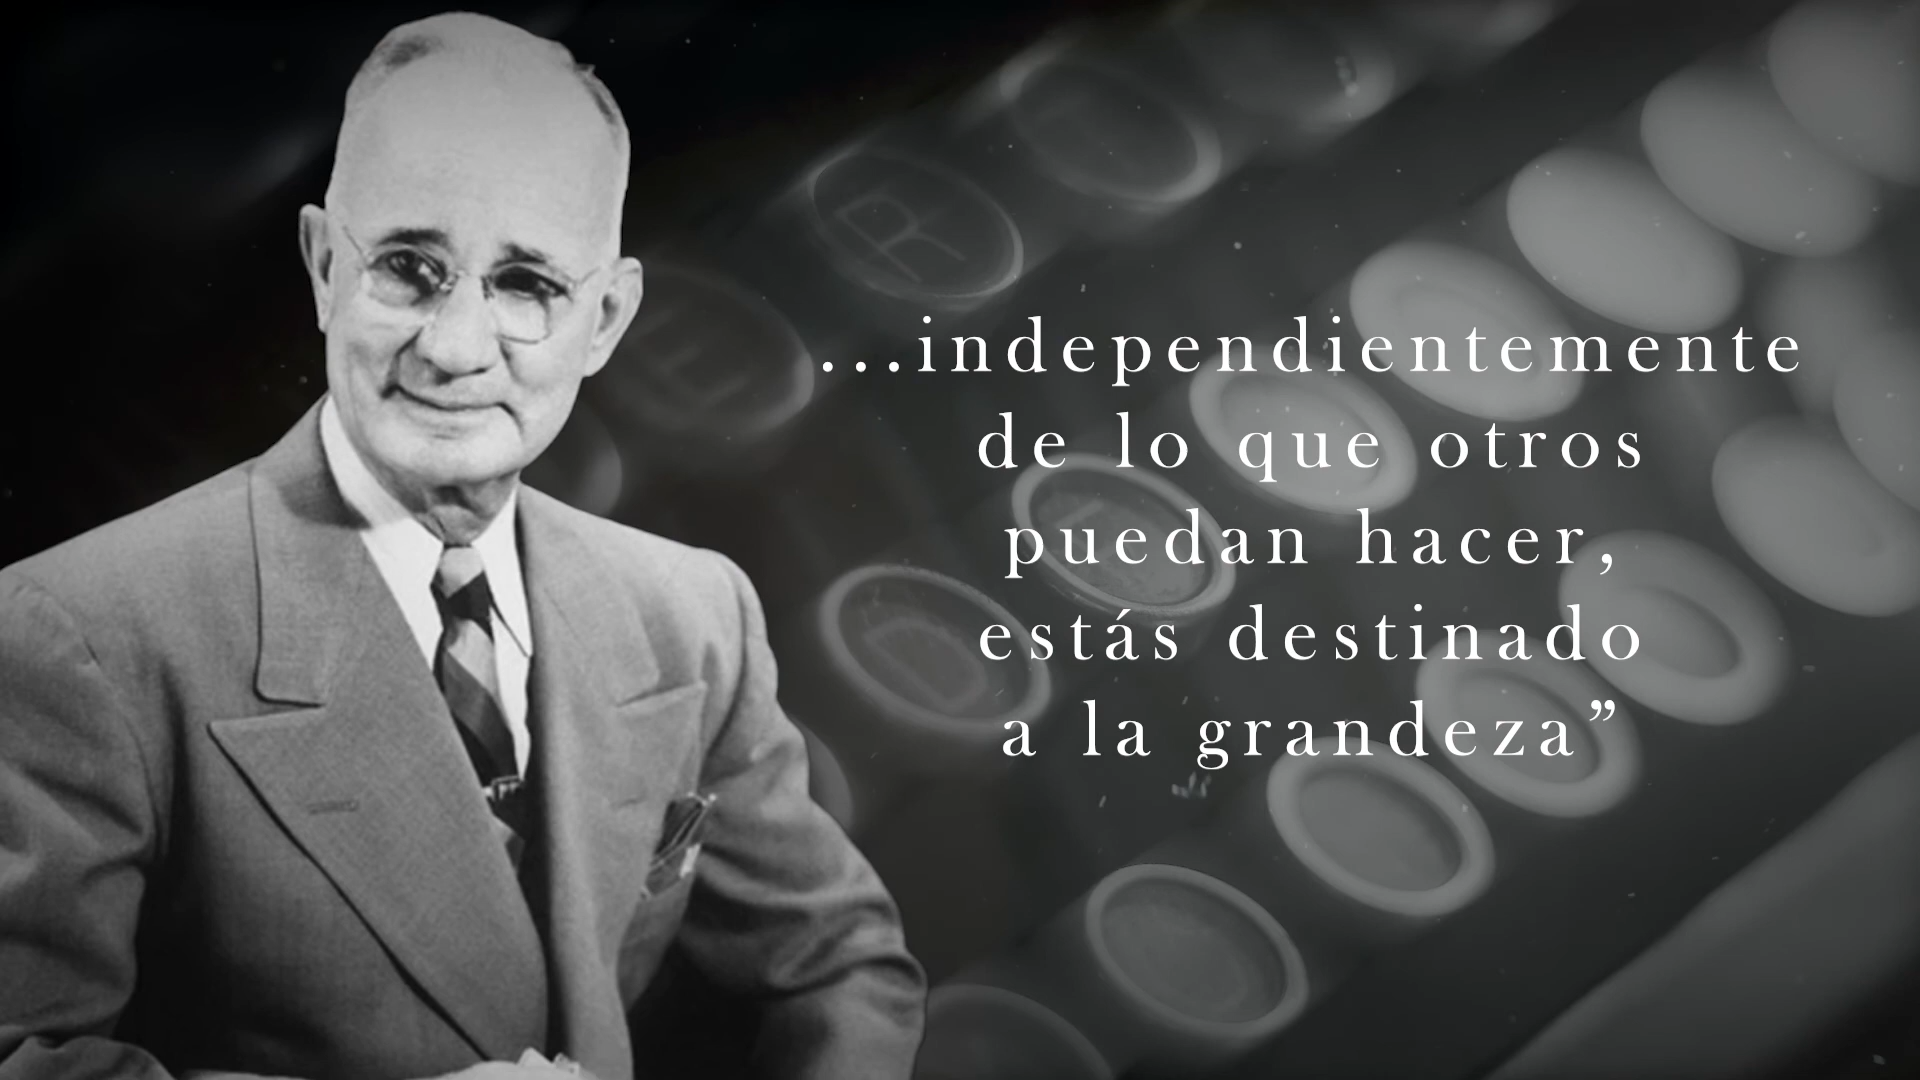 ...independientemente
de lo que otros
puedan hacer,
estás destinado
a la grandeza”
R
E
D